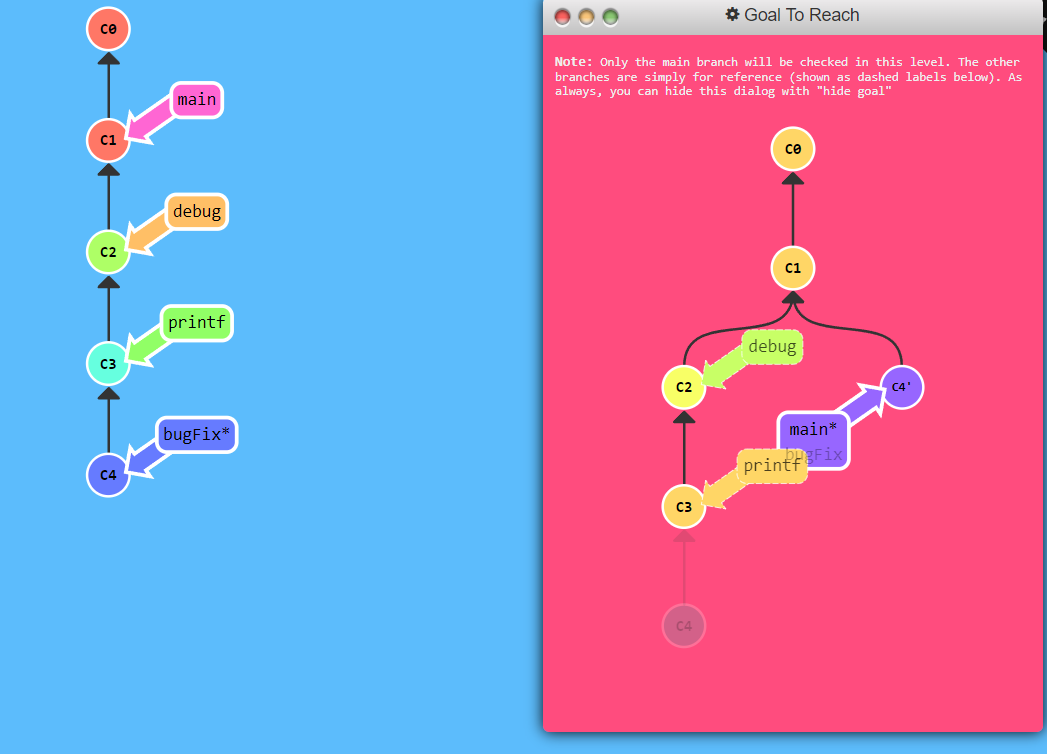 C0
main
C1
debug
C2
printf
C3
bugFix*
C4
Goal To Reach
Note: Only the main branch will be checked in this level. The other
branches are simply for reference (shown as dashed labels below). As
always, you can hide this dialog with "hide goal"
C0
C1
debug
C2
C4'
main*
bugFix
printf
C3
C4